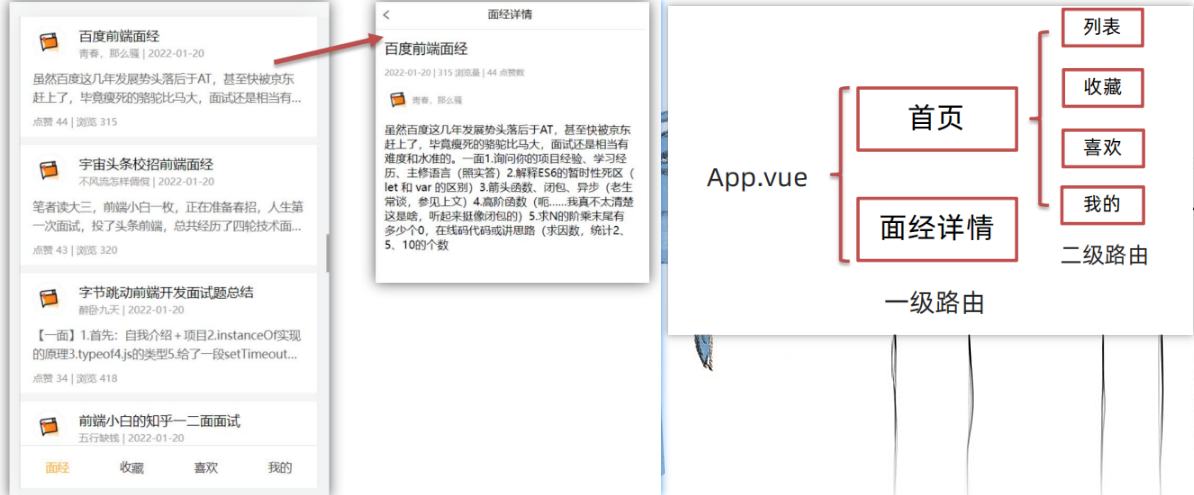 百度前端面经
青春，那么骚 | 2022-01-20
虽然百度这几年发展势头落后于AT，甚至快被京东
赶上了，毕竟瘦死的骆驼比马大，面试还是相当有...
点赞 44 | 浏览 315
宇宙头条校招前端面经
不风流怎样倜傥 | 2022-01-20
笔者读大三，前端小白一枚，正在准备春招，人生第
一次面试，投了头条前端，总共经历了四轮技术面...
点赞 43 | 浏览 320
字节跳动前端开发面试题总结
醉卧九天 | 2022-01-20
【一面】1.首先：自我介绍 + 项目2.instanceOf实现
的原理3.typeof4.js的类型5.给了一段setTimeout...
点赞 34 | 浏览 418
前端小白的知乎一二面面试
五行缺钱 | 2022-01-20
面经 收藏 喜欢 我的
< 面经详情
百度前端面经
2022-01-20 | 315 浏览量 | 44 点赞数
青春，那么骚
虽然百度这几年发展势头落后于AT，甚至快被京东
赶上了，毕竟瘦死的骆驼比马大，面试还是相当有
难度和水准的。一面1.询问你的项目经验、学习经
历、主修语言（照实答）2.解释ES6的暂时性死区（
let 和 var 的区别）3.箭头函数、闭包、异步（老生
常谈，参见上文）4.高阶函数（呃……我真不太清楚
这是啥，听起来挺像闭包的）5.求N的阶乘末尾有
多少个0，在线码代码或讲思路（求因数，统计2、
5、10的个数
App.vue
首页
面经详情
一级路由
列表
收藏
喜欢
我的
二级路由